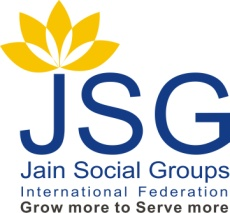 JSG
Jain Social Groups
International Federation
Grow more to Serve more